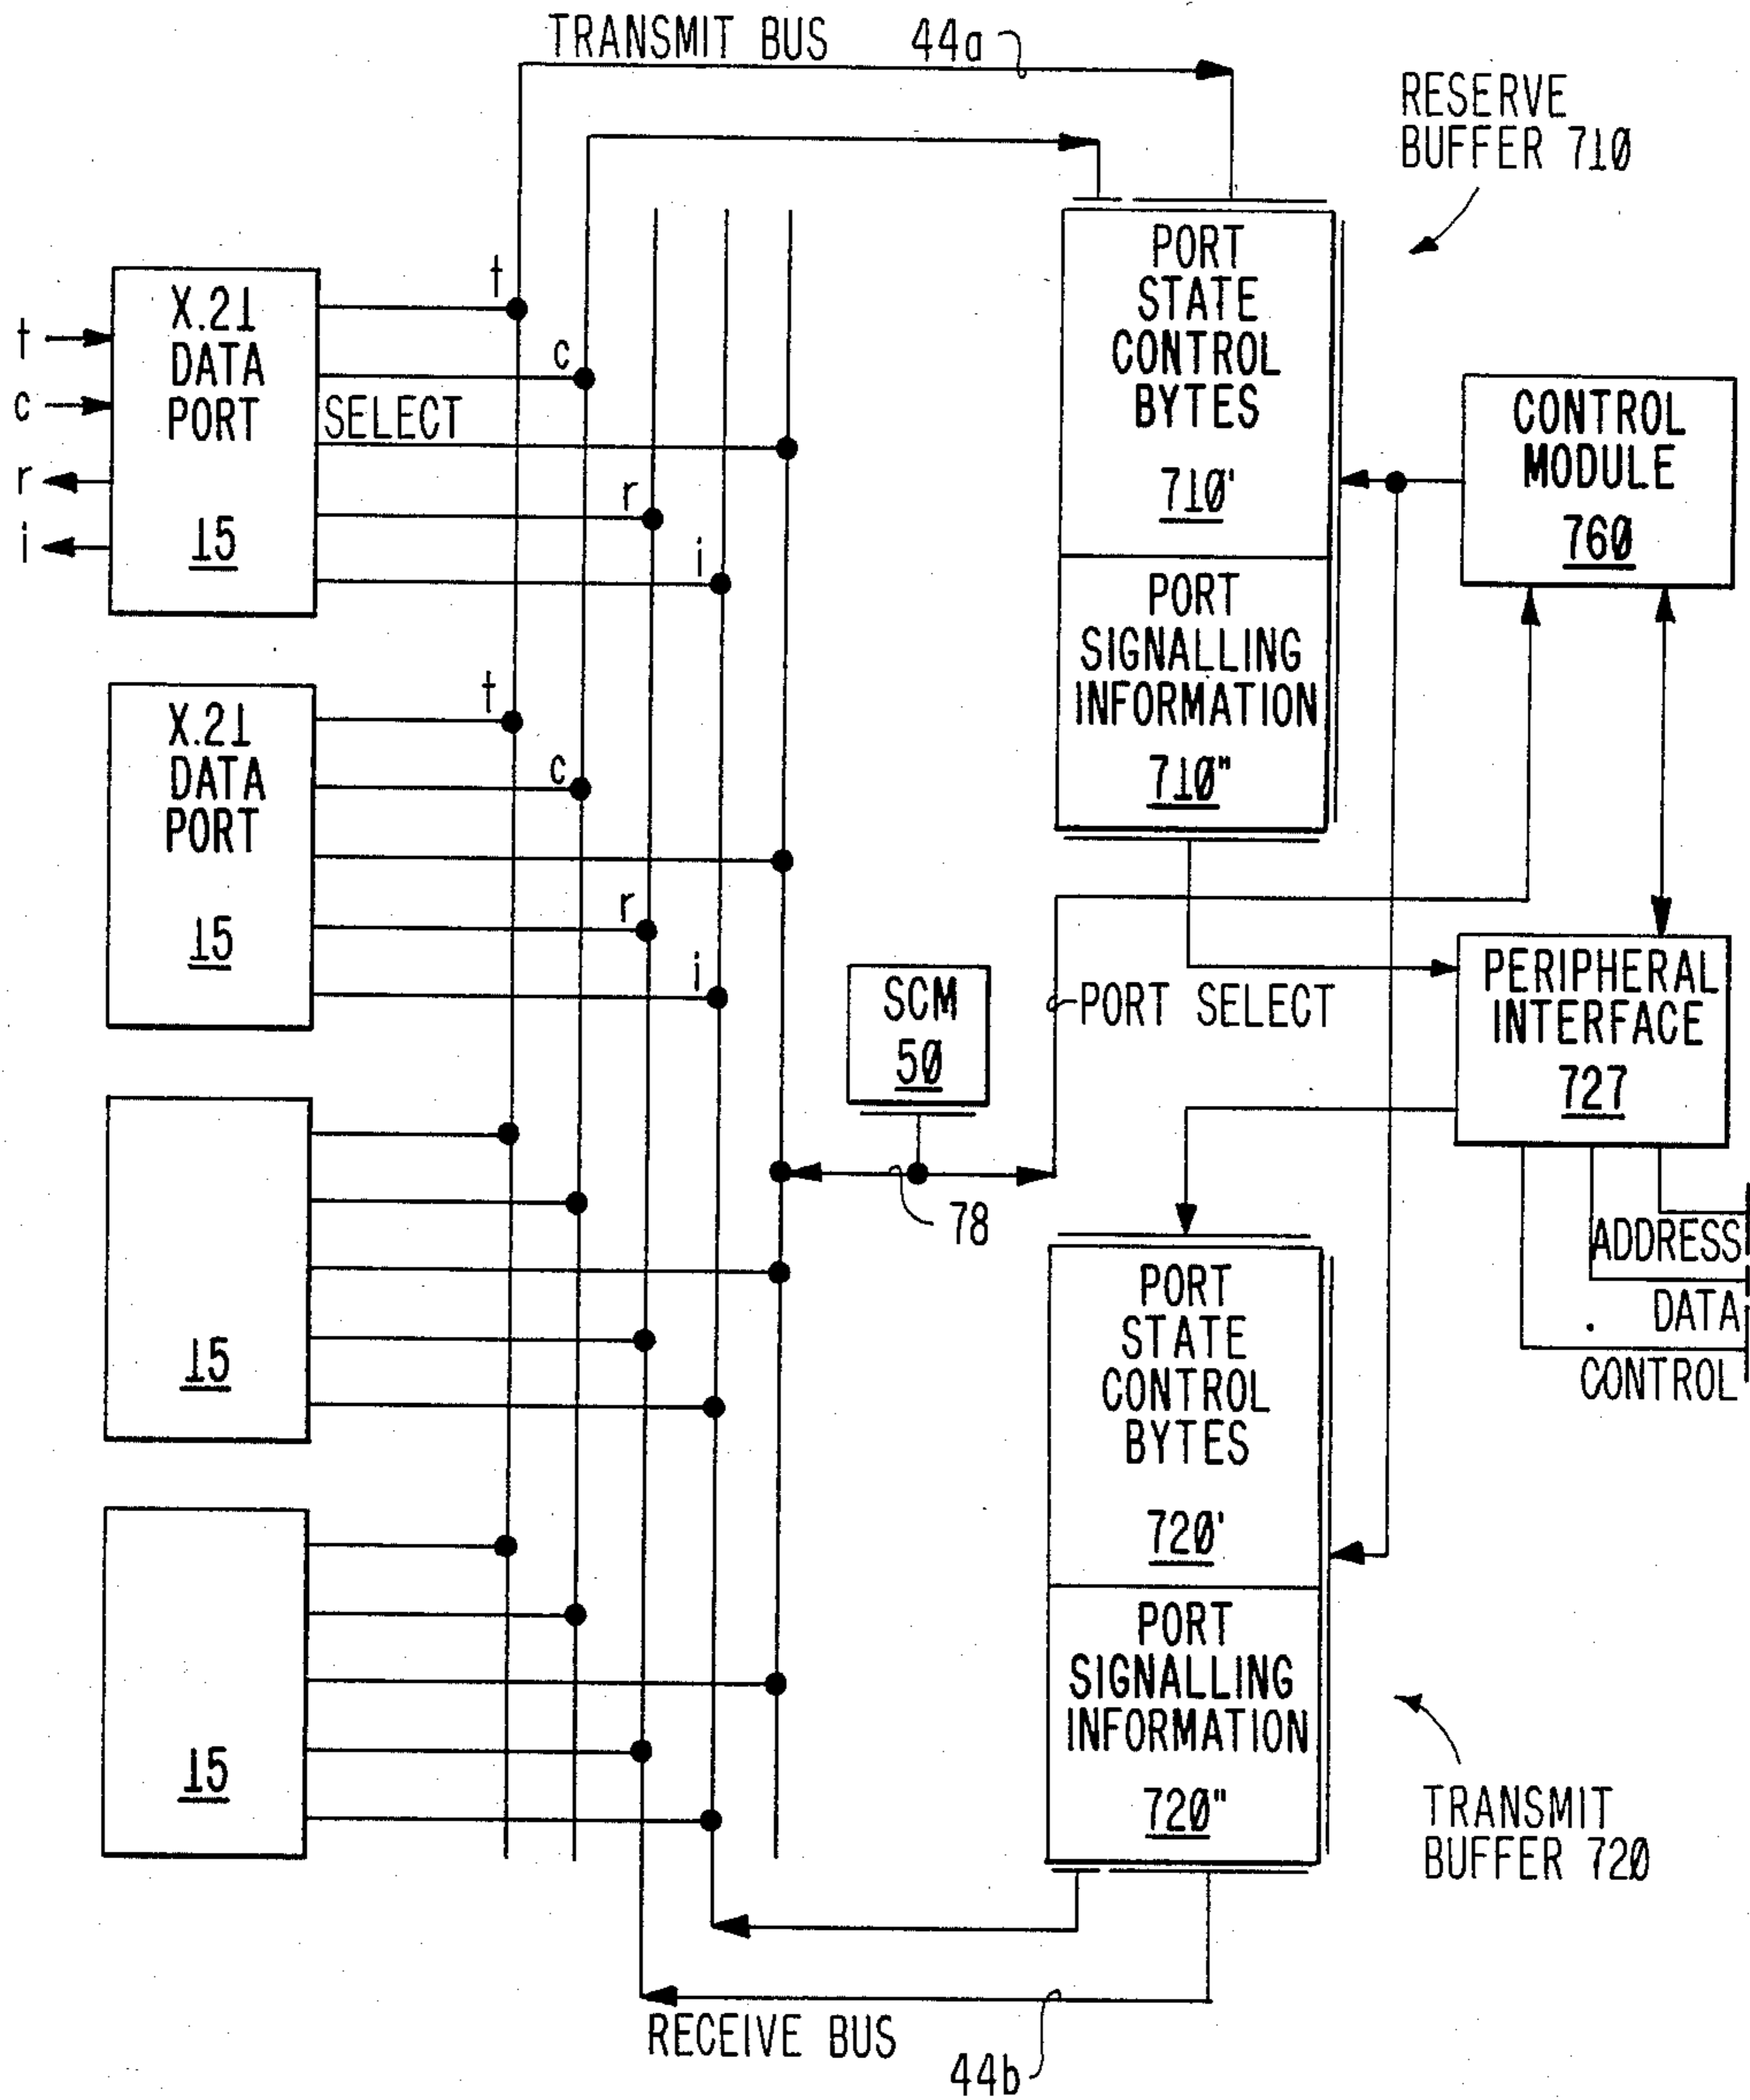 TRANSMIT BUS
44a
RESERVE
BUFFER 710
t
c
r
i
X.21
DATA
PORT
15
t
c
SELECT
r
i
X.21
DATA
PORT
15
t
c
r
i
15
15
PORT
STATE
CONTROL
BYTES
710'
PORT
SIGNALLING
INFORMATION
710"
CONTROL
MODULE
760
SCM
50
78
PORT SELECT
PERIPHERAL
INTERFACE
727
ADDRESS
DATA
CONTROL
PORT
STATE
CONTROL
BYTES
720'
PORT
SIGNALLING
INFORMATION
720"
TRANSMIT
BUFFER 720
RECEIVE BUS
44b